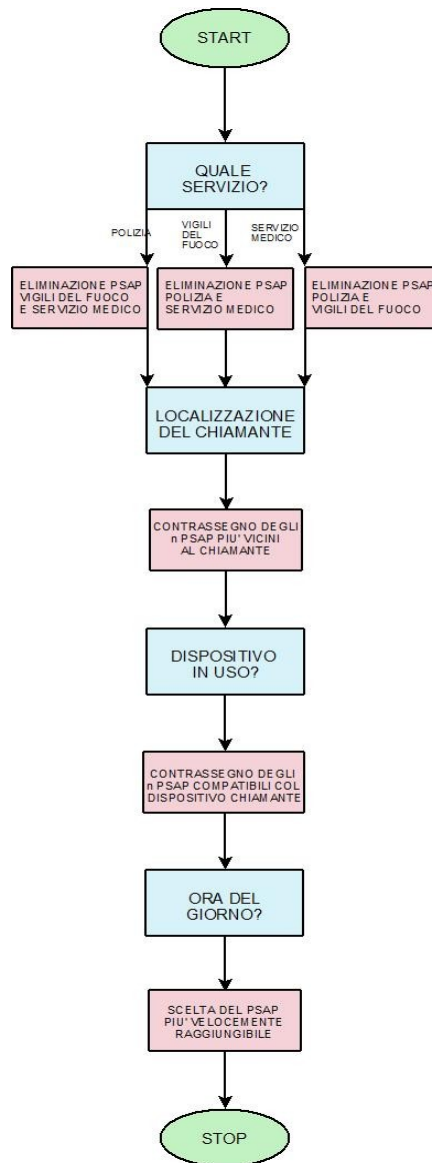 START
QUALE
SERVIZIO?
POLIZIA
VIGILI
DEL
FUOCO
SERVIZIO
MEDICO
ELIMINAZIONE PSAP
VIGILI DEL FUOCO
E SERVIZIO MEDICO
ELIMINAZIONE PSAP
POLIZIA E
SERVIZIO MEDICO
ELIMINAZIONE PSAP
POLIZIA E
VIGILI DEL FUOCO
LOCALIZZAZIONE
DEL CHIAMANTE
CONTRASSEGNO DEGLI
n PSAP PIU' VICINI
AL CHIAMANTE
DISPOSITIVO
IN USO?
CONTRASSEGNO DEGLI
n PSAP COMPATIBILI COL
DISPOSITIVO CHIAMANTE
ORA DEL
GIORNO?
SCELTA DEL PSAP
PIU' VELOCEMENTE
RAGGIUNGIBILE
STOP